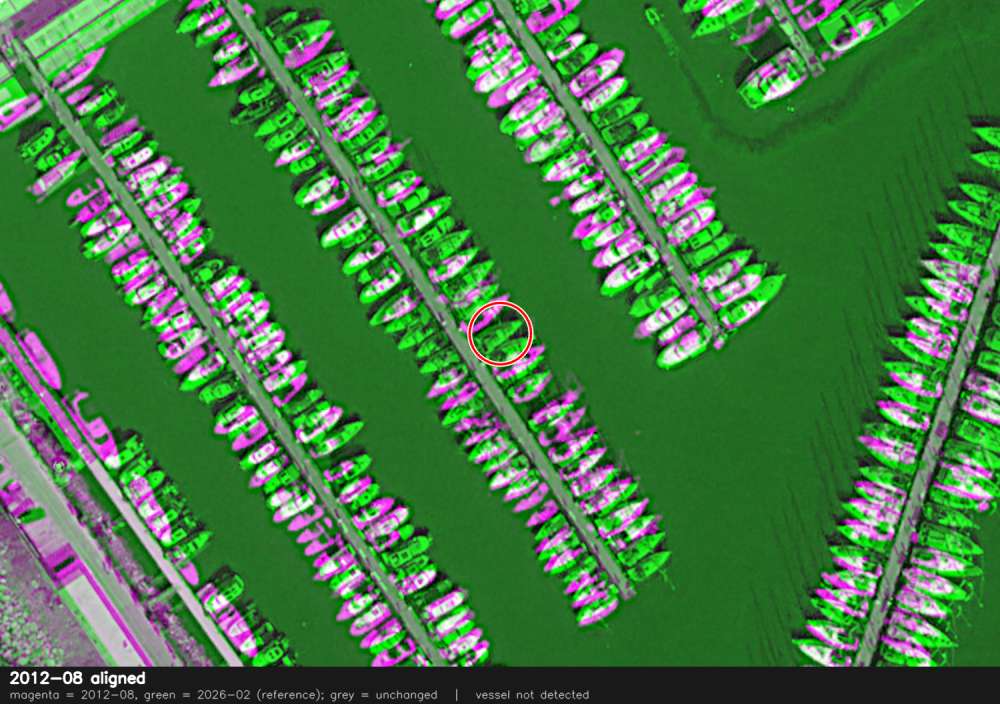 2012-08 aligned
magenta = 2012-08, green = 2026-02 (reference); grey = unchanged | vessel not detected